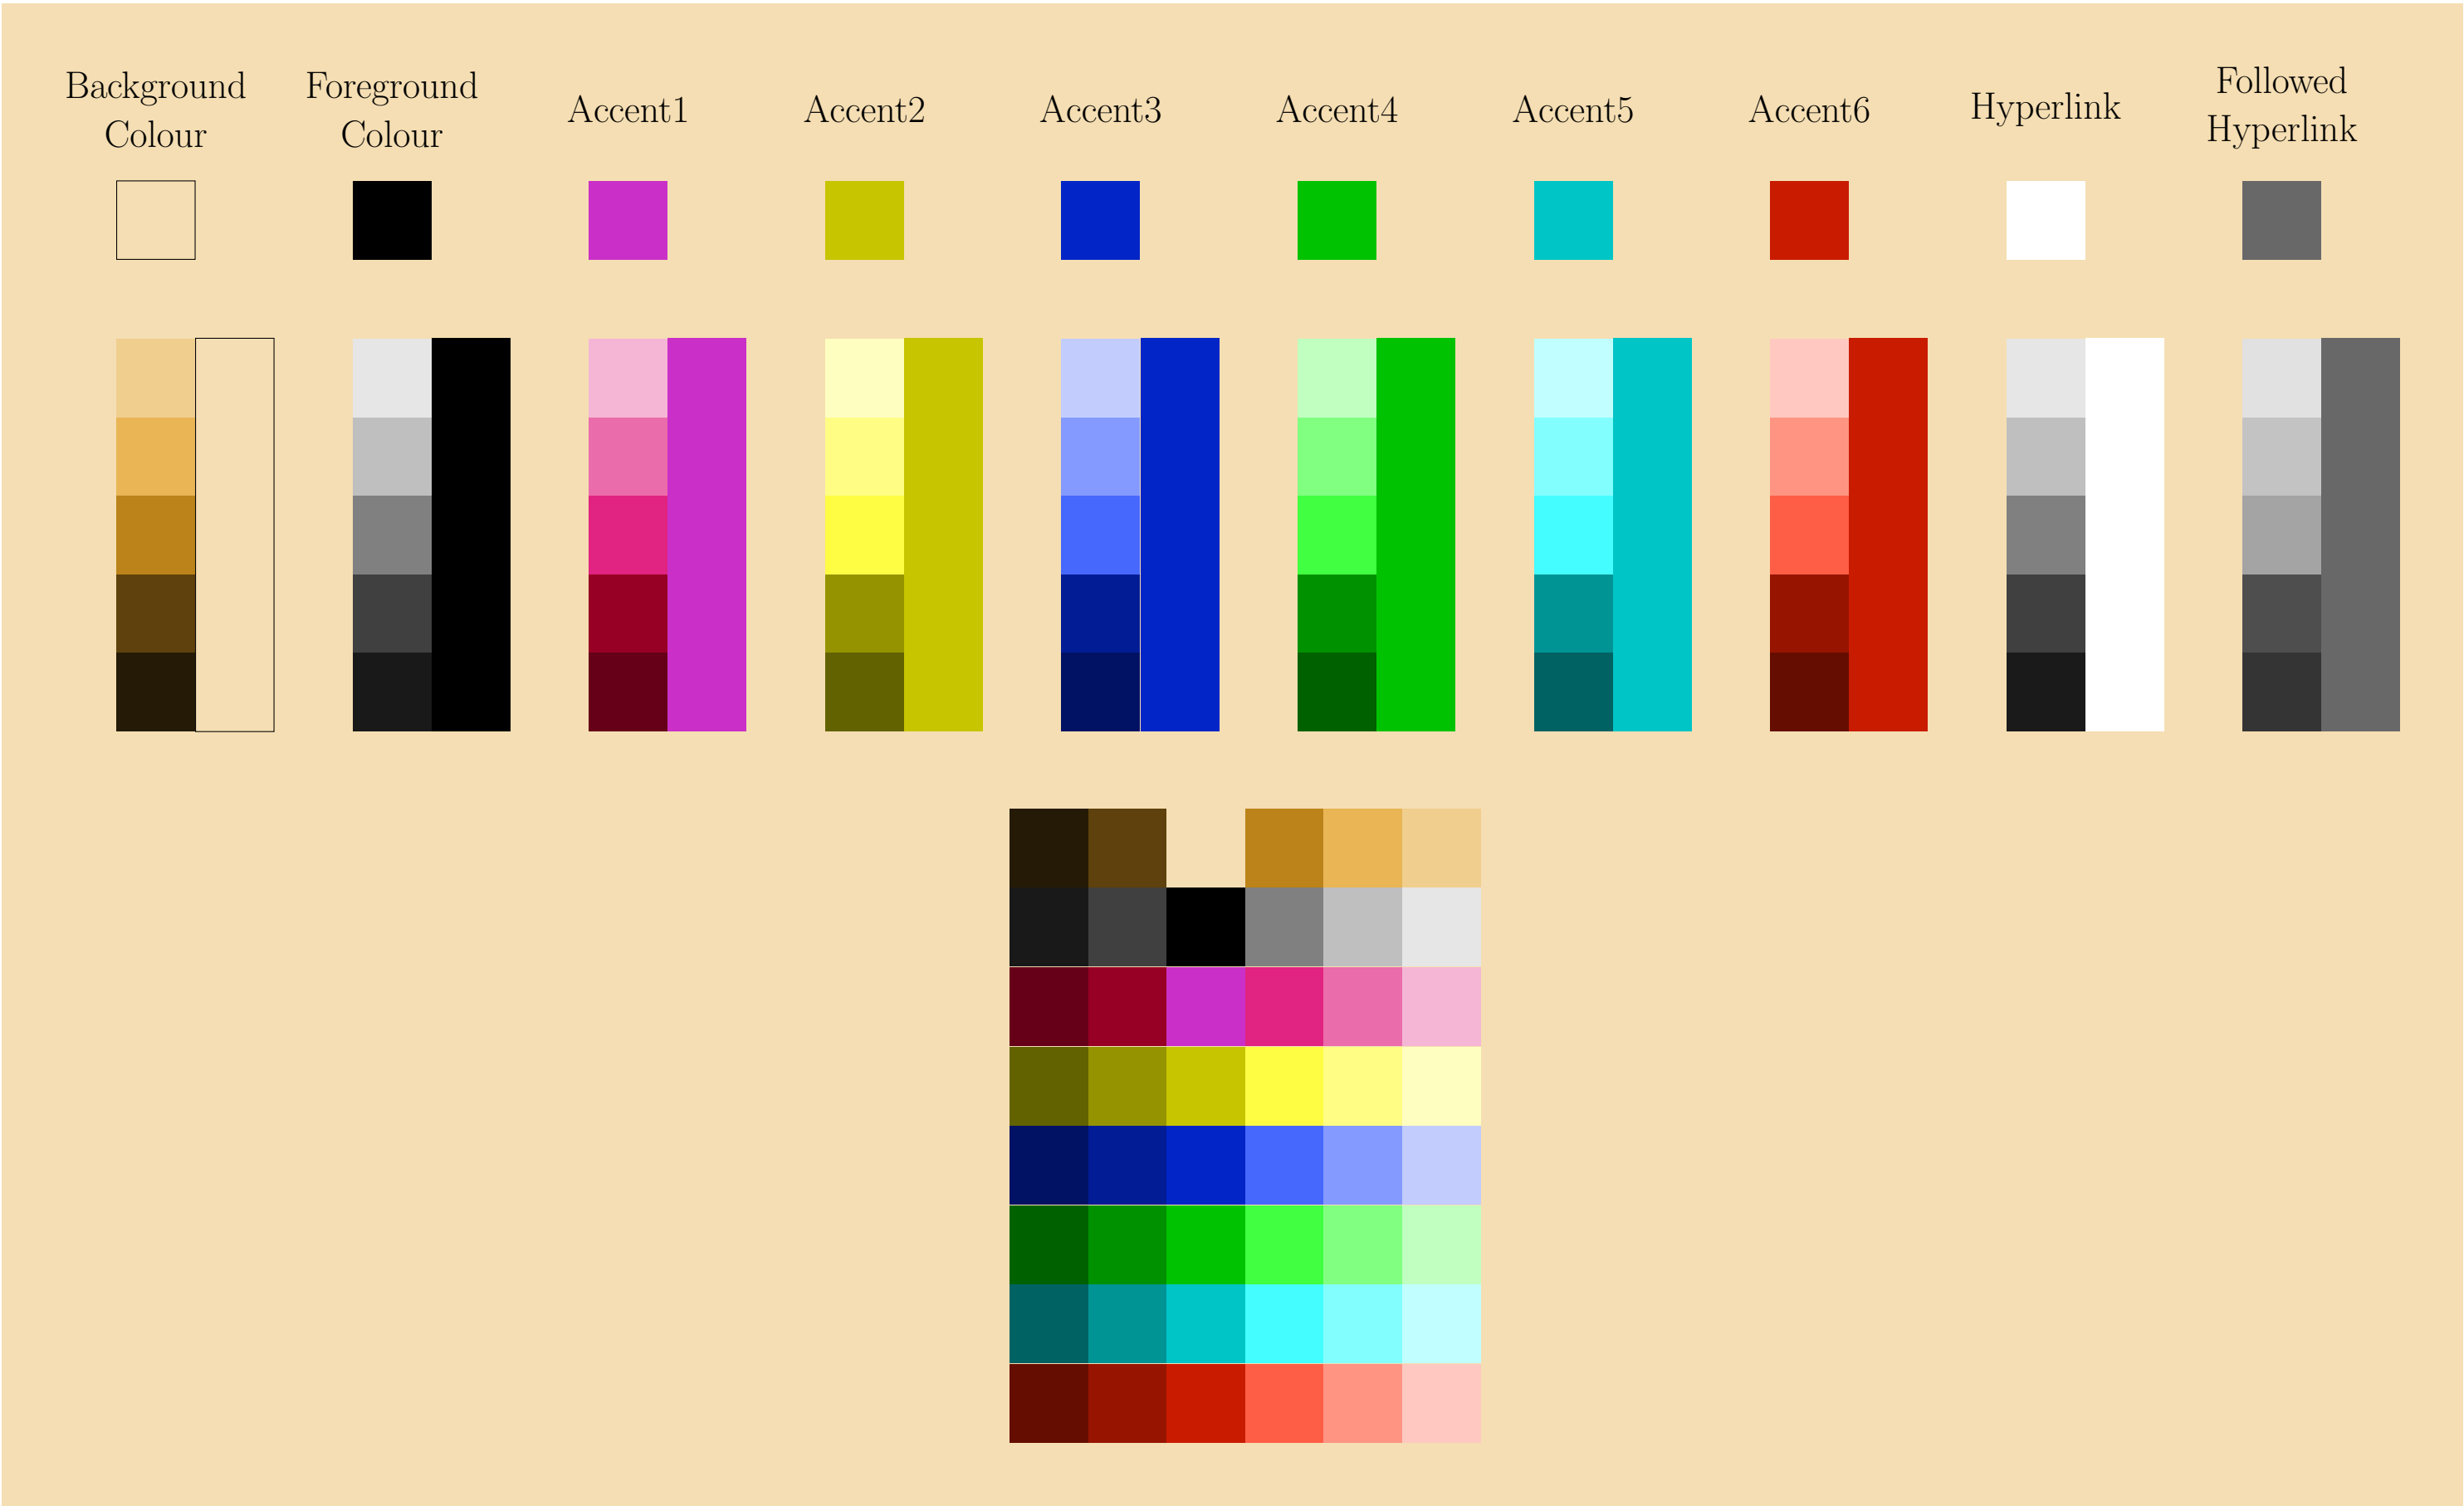 Background
Colour
Foreground
Colour
Accent1
Accent2
Accent3
Accent4
Accent5
Accent6
Hyperlink
Followed
Hyperlink